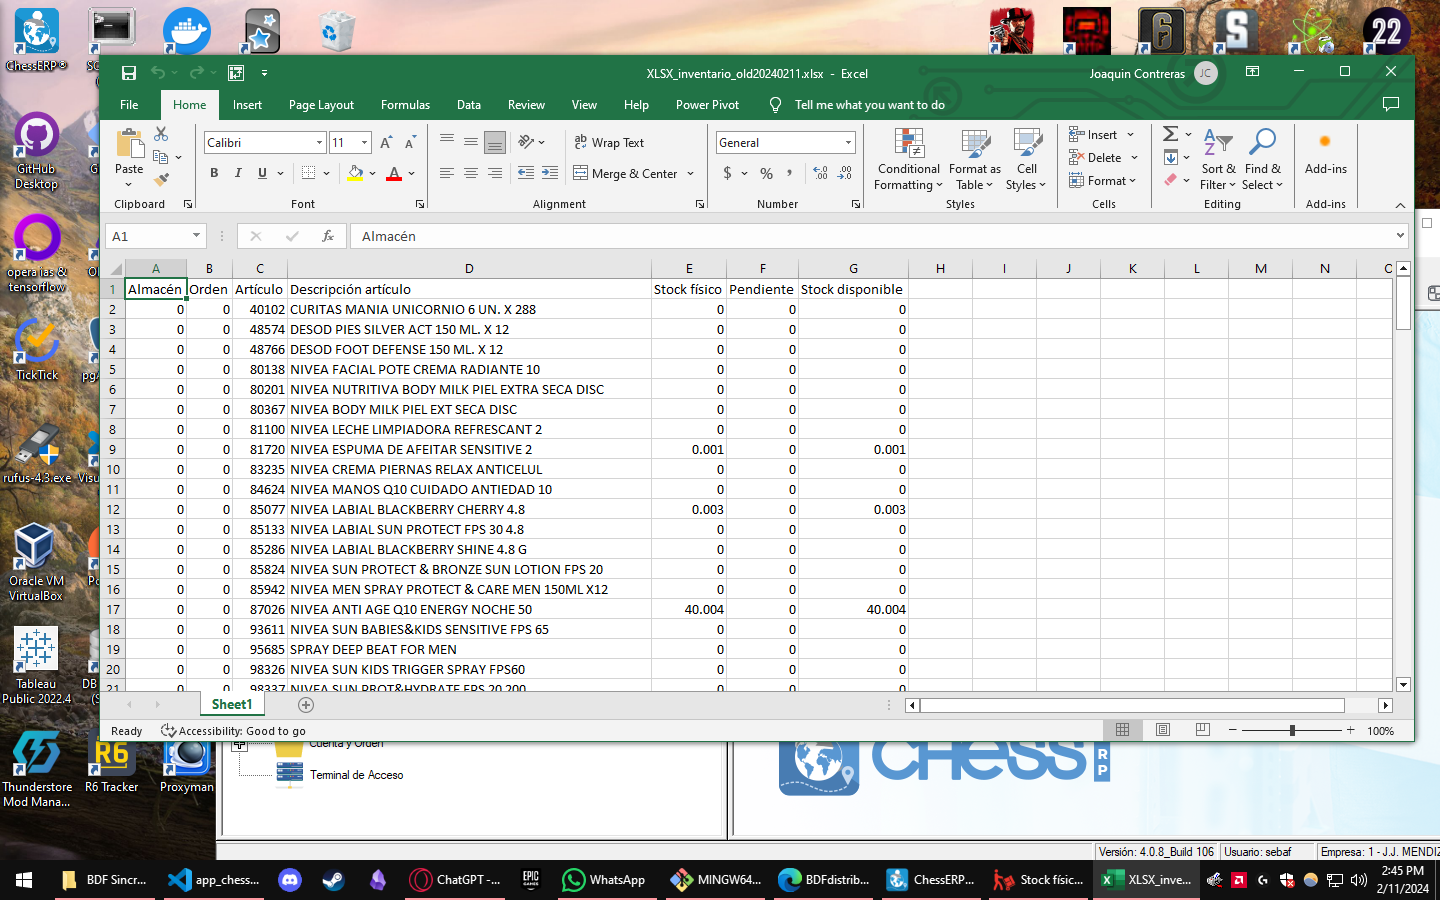 ChessERP®
GitHub Desktop
opera ias & tensorflow
TickTick
rufus-4.3.exe
Oracle VM VirtualBox
Tableau Public 2022.4
Thunderstore Mod Mana...
R6 Tracker
Proxyman
XLSX_inventario_old20240211.xlsx - Excel
Joaquin Contreras JC
File Home Insert Page Layout Formulas Data Review View Help Power Pivot Tell me what you want to do
Calibri 11 Wrap Text General Insert
Paste B I U Merge & Center $ % Conditional Formatting Format as Table Cell Styles Delete Sort & Filter Find & Select Add-ins
Format
Clipboard Font Alignment Number Styles Cells Editing Add-ins
A1 fx Almacén
A B C D E F G H I J K L M N O
1 Almacén Orden Artículo Descripción artículo Stock físico Pendiente Stock disponible
2 0 0 40102 CURITAS MANIA UNICORNIO 6 UN. X 288 0 0 0
3 0 0 48574 DESOD PIES SILVER ACT 150 ML. X 12 0 0 0
4 0 0 48766 DESOD FOOT DEFENSE 150 ML. X 12 0 0 0
5 0 0 80138 NIVEA FACIAL POTE CREMA RADIANTE 10 0 0 0
6 0 0 80201 NIVEA NUTRITIVA BODY MILK PIEL EXTRA SECA DISC 0 0 0
7 0 0 80367 NIVEA BODY MILK PIEL EXT SECA DISC 0 0 0
8 0 0 81100 NIVEA LECHE LIMPIADORA REFRESCANT 2 0 0 0
9 0 0 81720 NIVEA ESPUMA DE AFEITAR SENSITIVE 2 0.001 0 0.001
10 0 0 83235 NIVEA CREMA PIERNAS RELAX ANTICELUL 0 0 0
11 0 0 84624 NIVEA MANOS Q10 CUIDADO ANTIEDAD 10 0 0 0
12 0 0 85077 NIVEA LABIAL BLACKBERRY CHERRY 4.8 0.003 0 0.003
13 0 0 85133 NIVEA LABIAL SUN PROTECT FPS 30 4.8 0 0 0
14 0 0 85286 NIVEA LABIAL BLACKBERRY SHINE 4.8 G 0 0 0
15 0 0 85824 NIVEA SUN PROTECT & BRONZE SUN LOTION FPS 20 0 0 0
16 0 0 85942 NIVEA MEN SPRAY PROTECT & CARE MEN 150ML X12 0 0 0
17 0 0 87026 NIVEA ANTI AGE Q10 ENERGY NOCHE 50 40.004 0 40.004
18 0 0 93611 NIVEA SUN BABIES&KIDS SENSITIVE FPS 65 0 0 0
19 0 0 95685 SPRAY DEEP BEAT FOR MEN 0 0 0
20 0 0 98326 NIVEA SUN KIDS TRIGGER SPRAY FPS60 0 0 0
21 0 0 98337 NIVEA SUN PROT&HYDRATE FPS 20 200 0 0 0
Sheet1
Ready Accessibility: Good to go 100%
Cuenta y Orden
Terminal de Acceso
CHESS ERP
Versión: 4.0.8_Build 106 Usuario: sebaf Empresa: 1 - J.J. MENDIZ
BDF Sincr... app_chess... ChatGPT -... EPIC GAMES WhatsApp MINGW64... BDFdistrib... ChessERP... Stock físic... XLSX_inve...
2:45 PM
2/11/2024